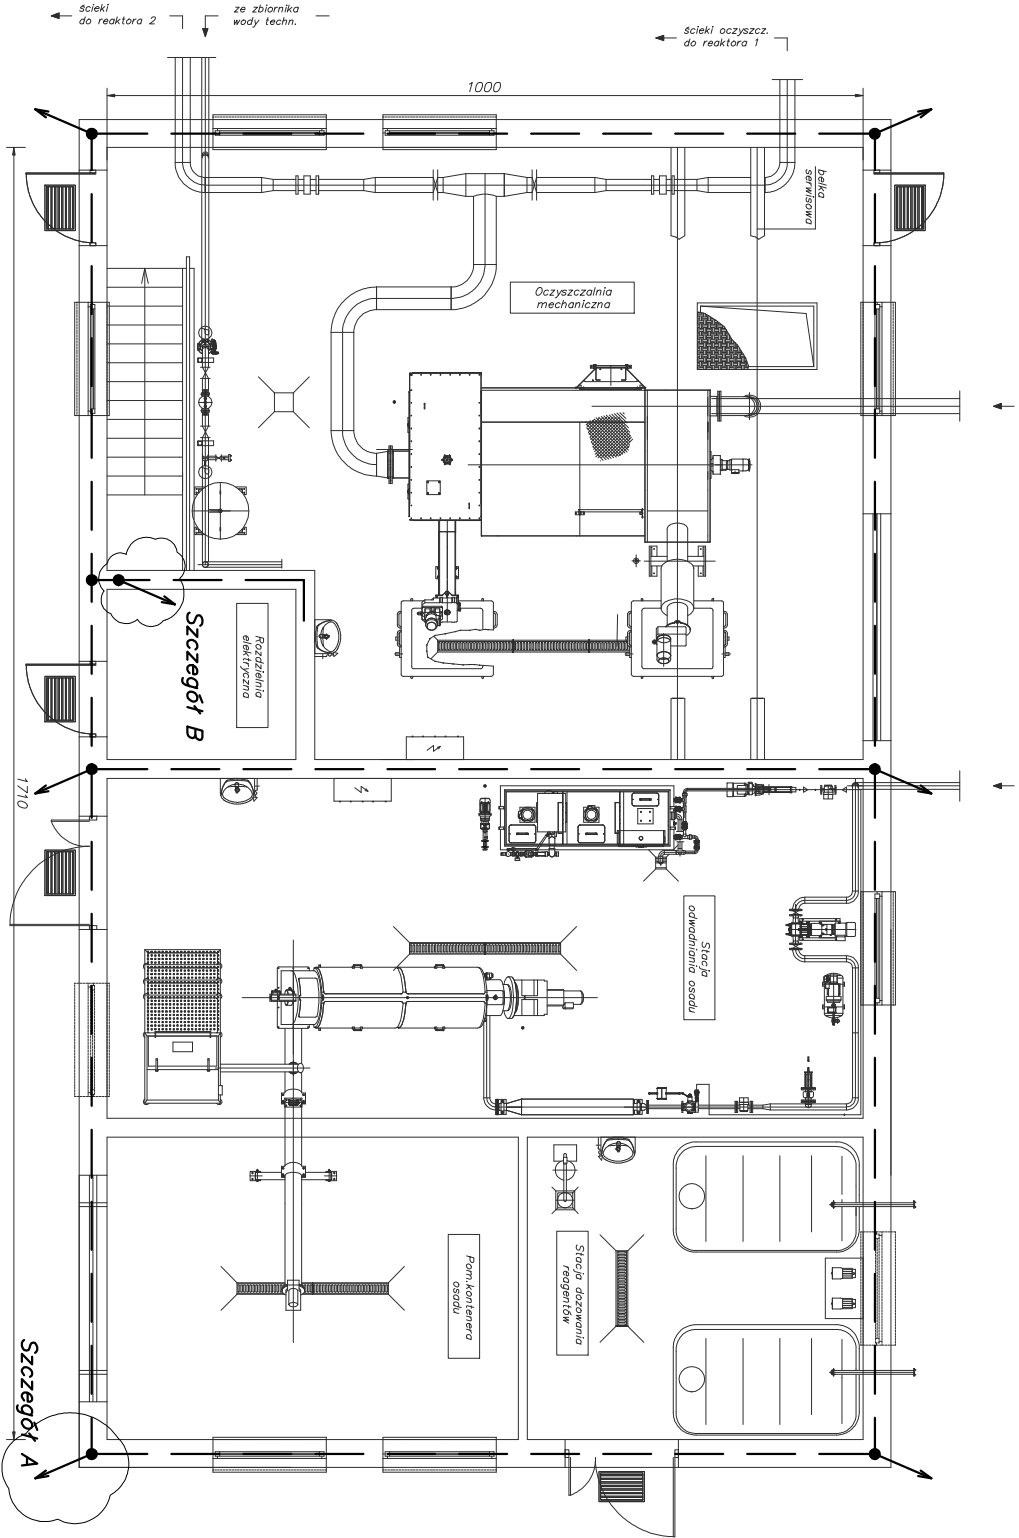 ścieki
do reaktora 2
ze zbiornika
wody techn.
ścieki oczyszcz.
do reaktora 1
1000
belka
serwisowa
Oczyszczalnia
mechaniczna
Szczegół B
Rozdzielnia
elektryczna
1710
Stacja
odwadniania osadu
Pom.kontenera
osadu
Stacja dozowania
reagentów
Szczegół A